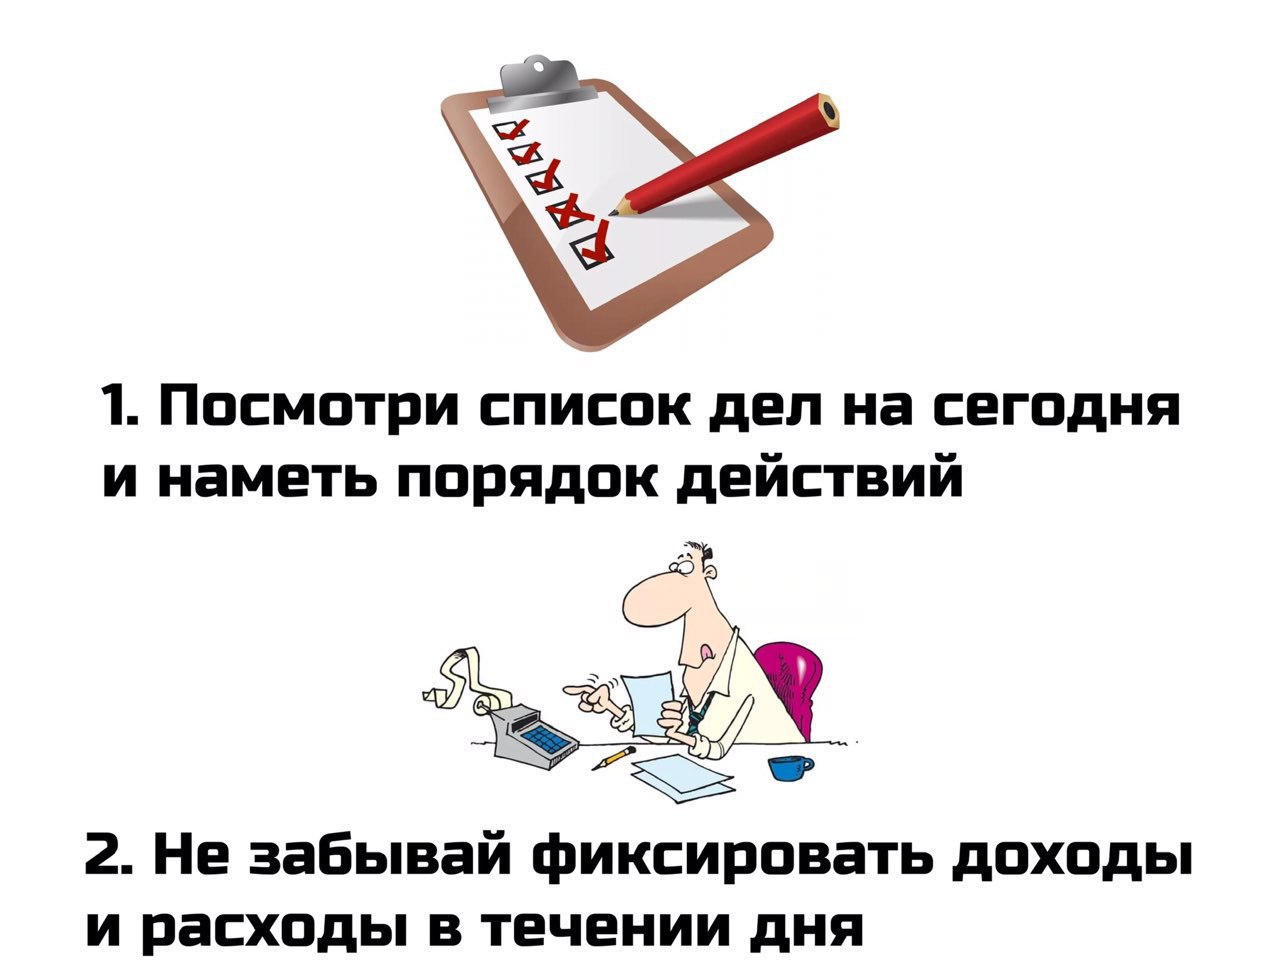 1. Посмотри список дел на сегодня
и наметь порядок действий
2. Не забывай фиксировать доходы
и расходы в течении дня